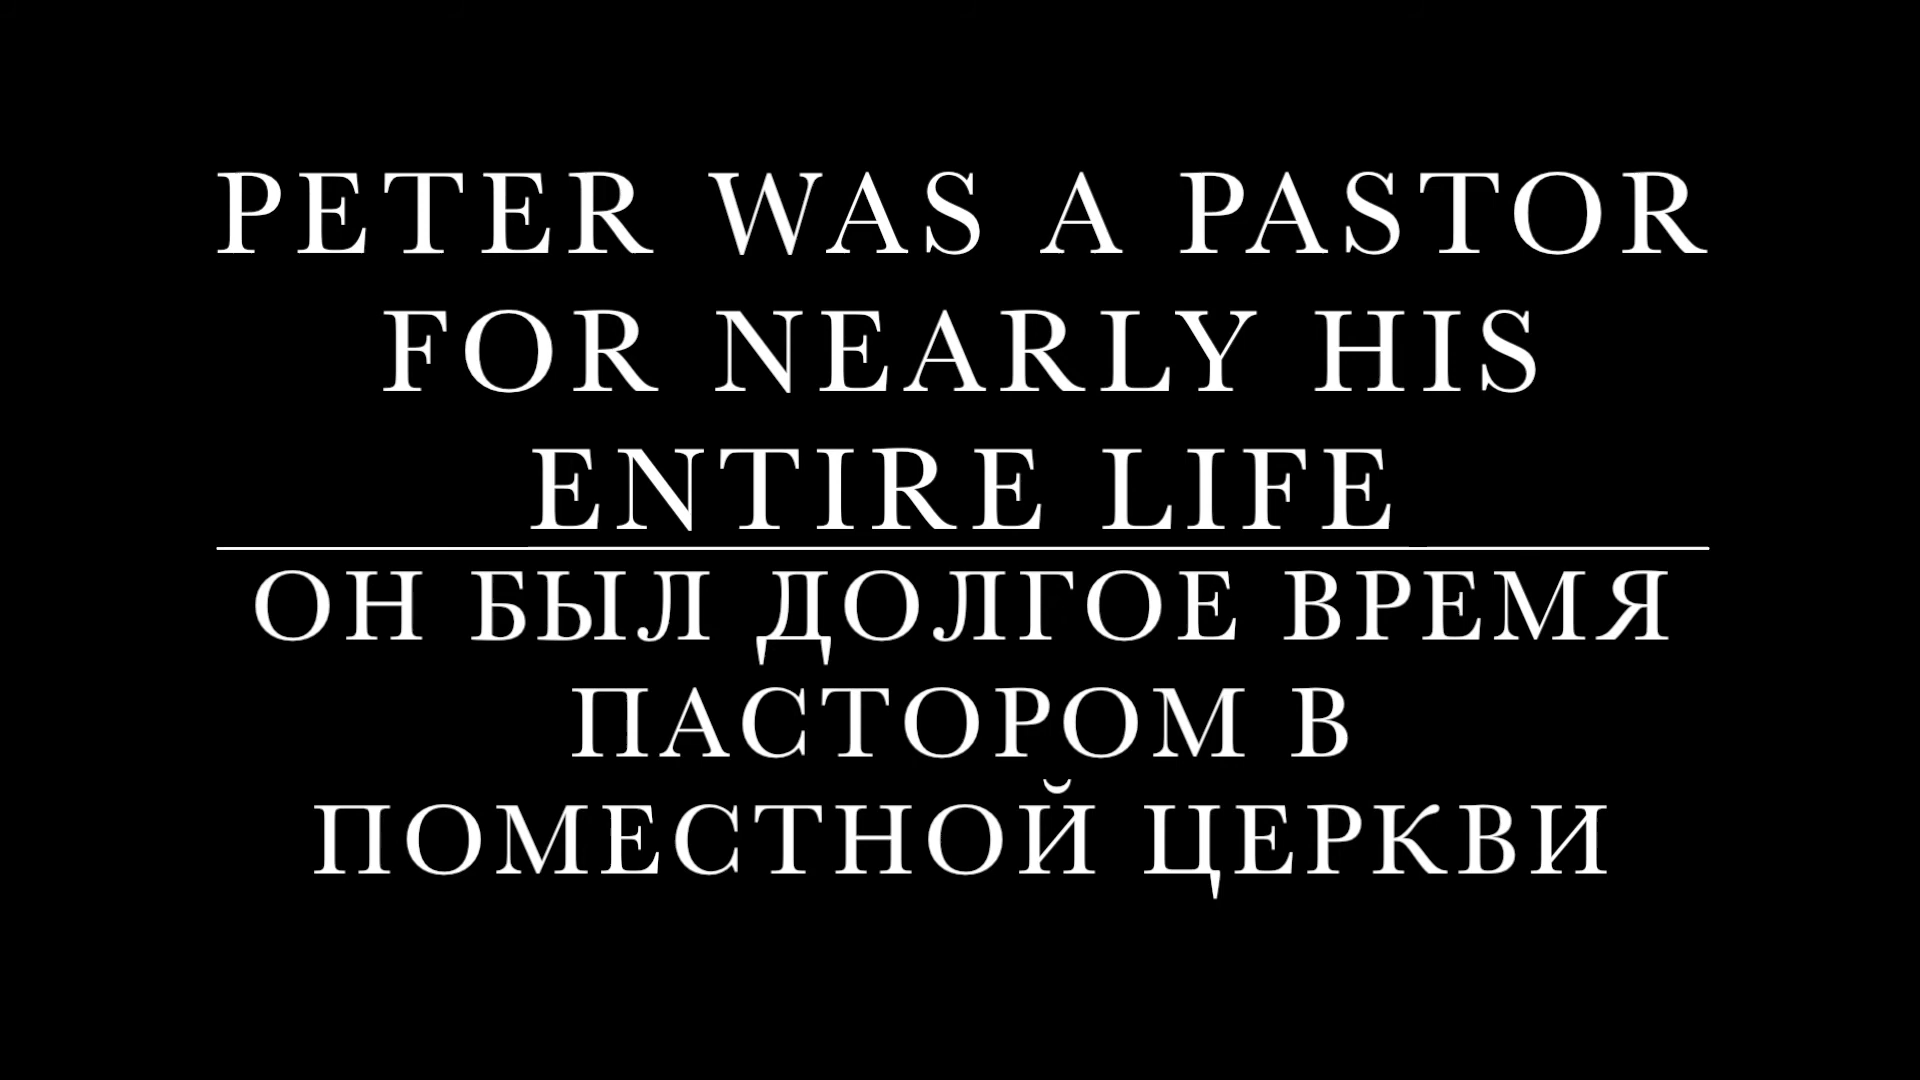 PETER WAS A PASTOR
FOR NEARLY HIS
ENTIRE LIFE
ОН БЫЛ ДОЛГОЕ ВРЕМЯ
ПАСТОРОМ В
ПОМЕСТНОЙ ЦЕРКВИ